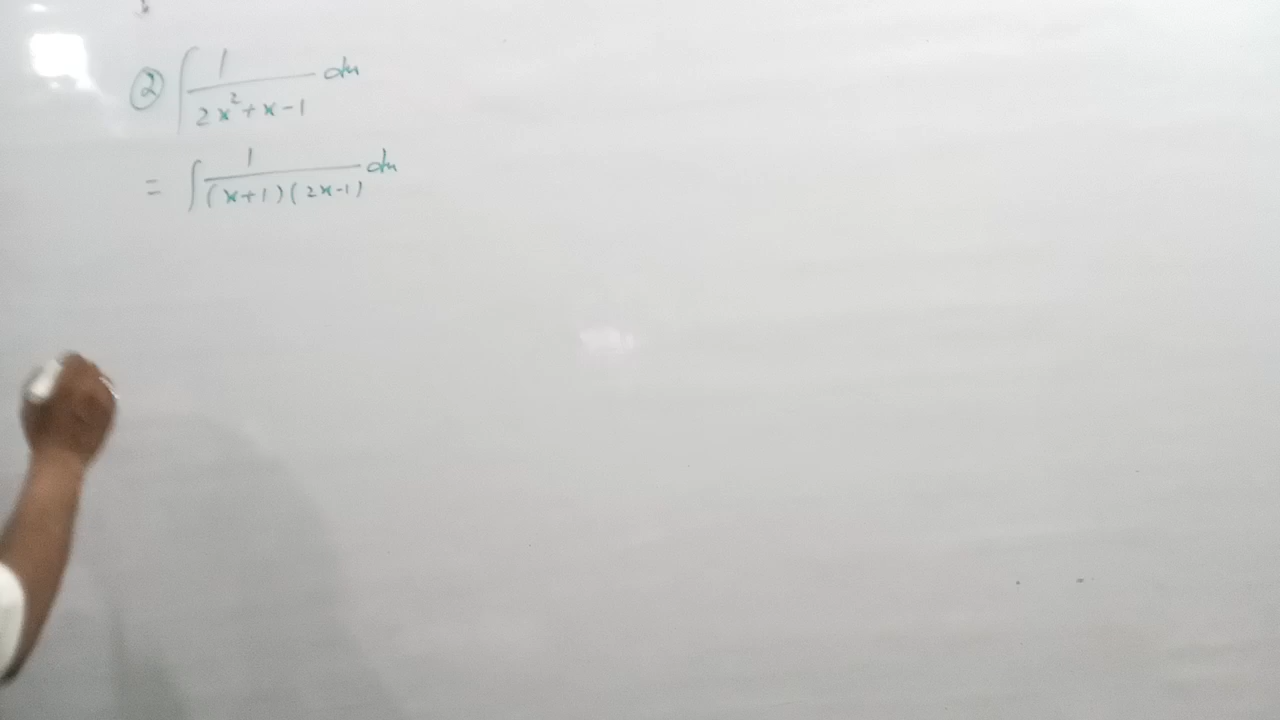 ② ∫ 1/(2x²+x-1) dx
= ∫ 1/((x+1)(2x-1)) dx